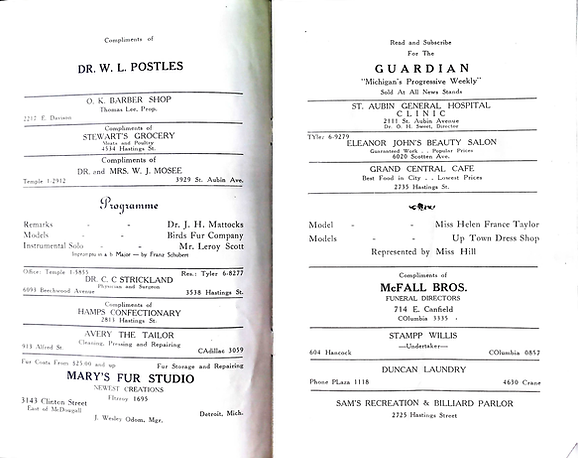 Compliments of
DR. W. L. POSTLES
O. K. BARBER SHOP
Thomas Lee, Prop.
2217 E. Davison
Compliments of
STEWART'S GROCERY
Meats and Poultry
4534 Hastings St.
Compliments of
DR. and MRS. W. J. MOSEE
Temple 1-2912 3929 St. Aubin Ave.
Programme
Remarks - - Dr. J. H. Mattocks
Models - - Birds Fur Company
Instrumental Solo - - Mr. Leroy Scott
Impromptu in a b Major — by Franz Schubert
Office: Temple 1-5855 Res.: Tyler 6-8277
DR. C. C STRICKLAND
Physician and Surgeon
6093 Beechwood Avenue 3538 Hastings St.
Compliments of
HAMPS CONFECTIONARY
2813 Hastings St.
AVERY THE TAILOR
Cleaning, Pressing and Repairing
913 Alfred St. CAdillac 3059
Fur Coats From $25.00 and up Fur Storage and Repairing
MARY'S FUR STUDIO
NEWEST CREATIONS
Fitzroy 1695
3143 Clinton Street
East of McDougall Detroit, Mich.
J. Wesley Odom, Mgr.
Read and Subscribe
For The
GUARDIAN
"Michigan's Progressive Weekly"
Sold At All News Stands
ST. AUBIN GENERAL HOSPITAL
CLINIC
2111 St. Aubin Avenue
Dr. O. H. Sweet, Director
TYler: 6-9279
ELEANOR JOHN'S BEAUTY SALON
Guaranteed Work . . Popular Prices
6020 Scotten Ave.
GRAND CENTRAL CAFE
Best Food in City . . Lowest Prices
2735 Hastings St.
Model - - Miss Helen France Taylor
Models - - Up Town Dress Shop
Represented by Miss Hill
Compliments of
McFALL BROS.
FUNERAL DIRECTORS
714 E. Canfield
COlumbia 3335
STAMPP WILLIS
—Undertaker—
604 Hancock COlumbia 0857
DUNCAN LAUNDRY
Phone PLaza 1118 4630 Crane
SAM'S RECREATION & BILLIARD PARLOR
2725 Hastings Street